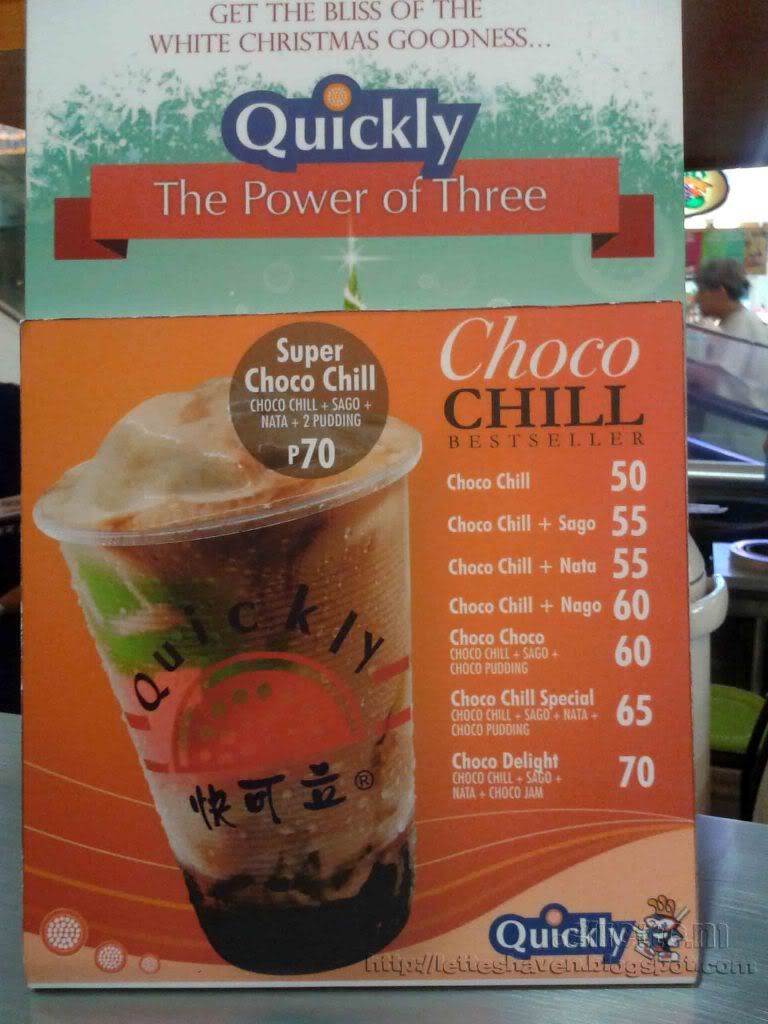 GET THE BLISS OF THE
WHITE CHRISTMAS GOODNESS...
Quickly
The Power of Three
Super
Choco Chill
CHOCO CHILL + SAGO +
NATA + 2 PUDDING
₱70
Choco
CHILL
BESTSELLER
Choco Chill 50
Choco Chill + Sago 55
Choco Chill + Nata 55
Choco Chill + Nago 60
Choco Choco 60
CHOCO CHILL + SAGO +
CHOCO PUDDING
Choco Chill Special 65
CHOCO CHILL + SAGO + NATA +
CHOCO PUDDING
Choco Delight 70
CHOCO CHILL + SAGO +
NATA + CHOCO JAM
Quickly
快可立®
Quickly
http://letteshaven.blogspot.com